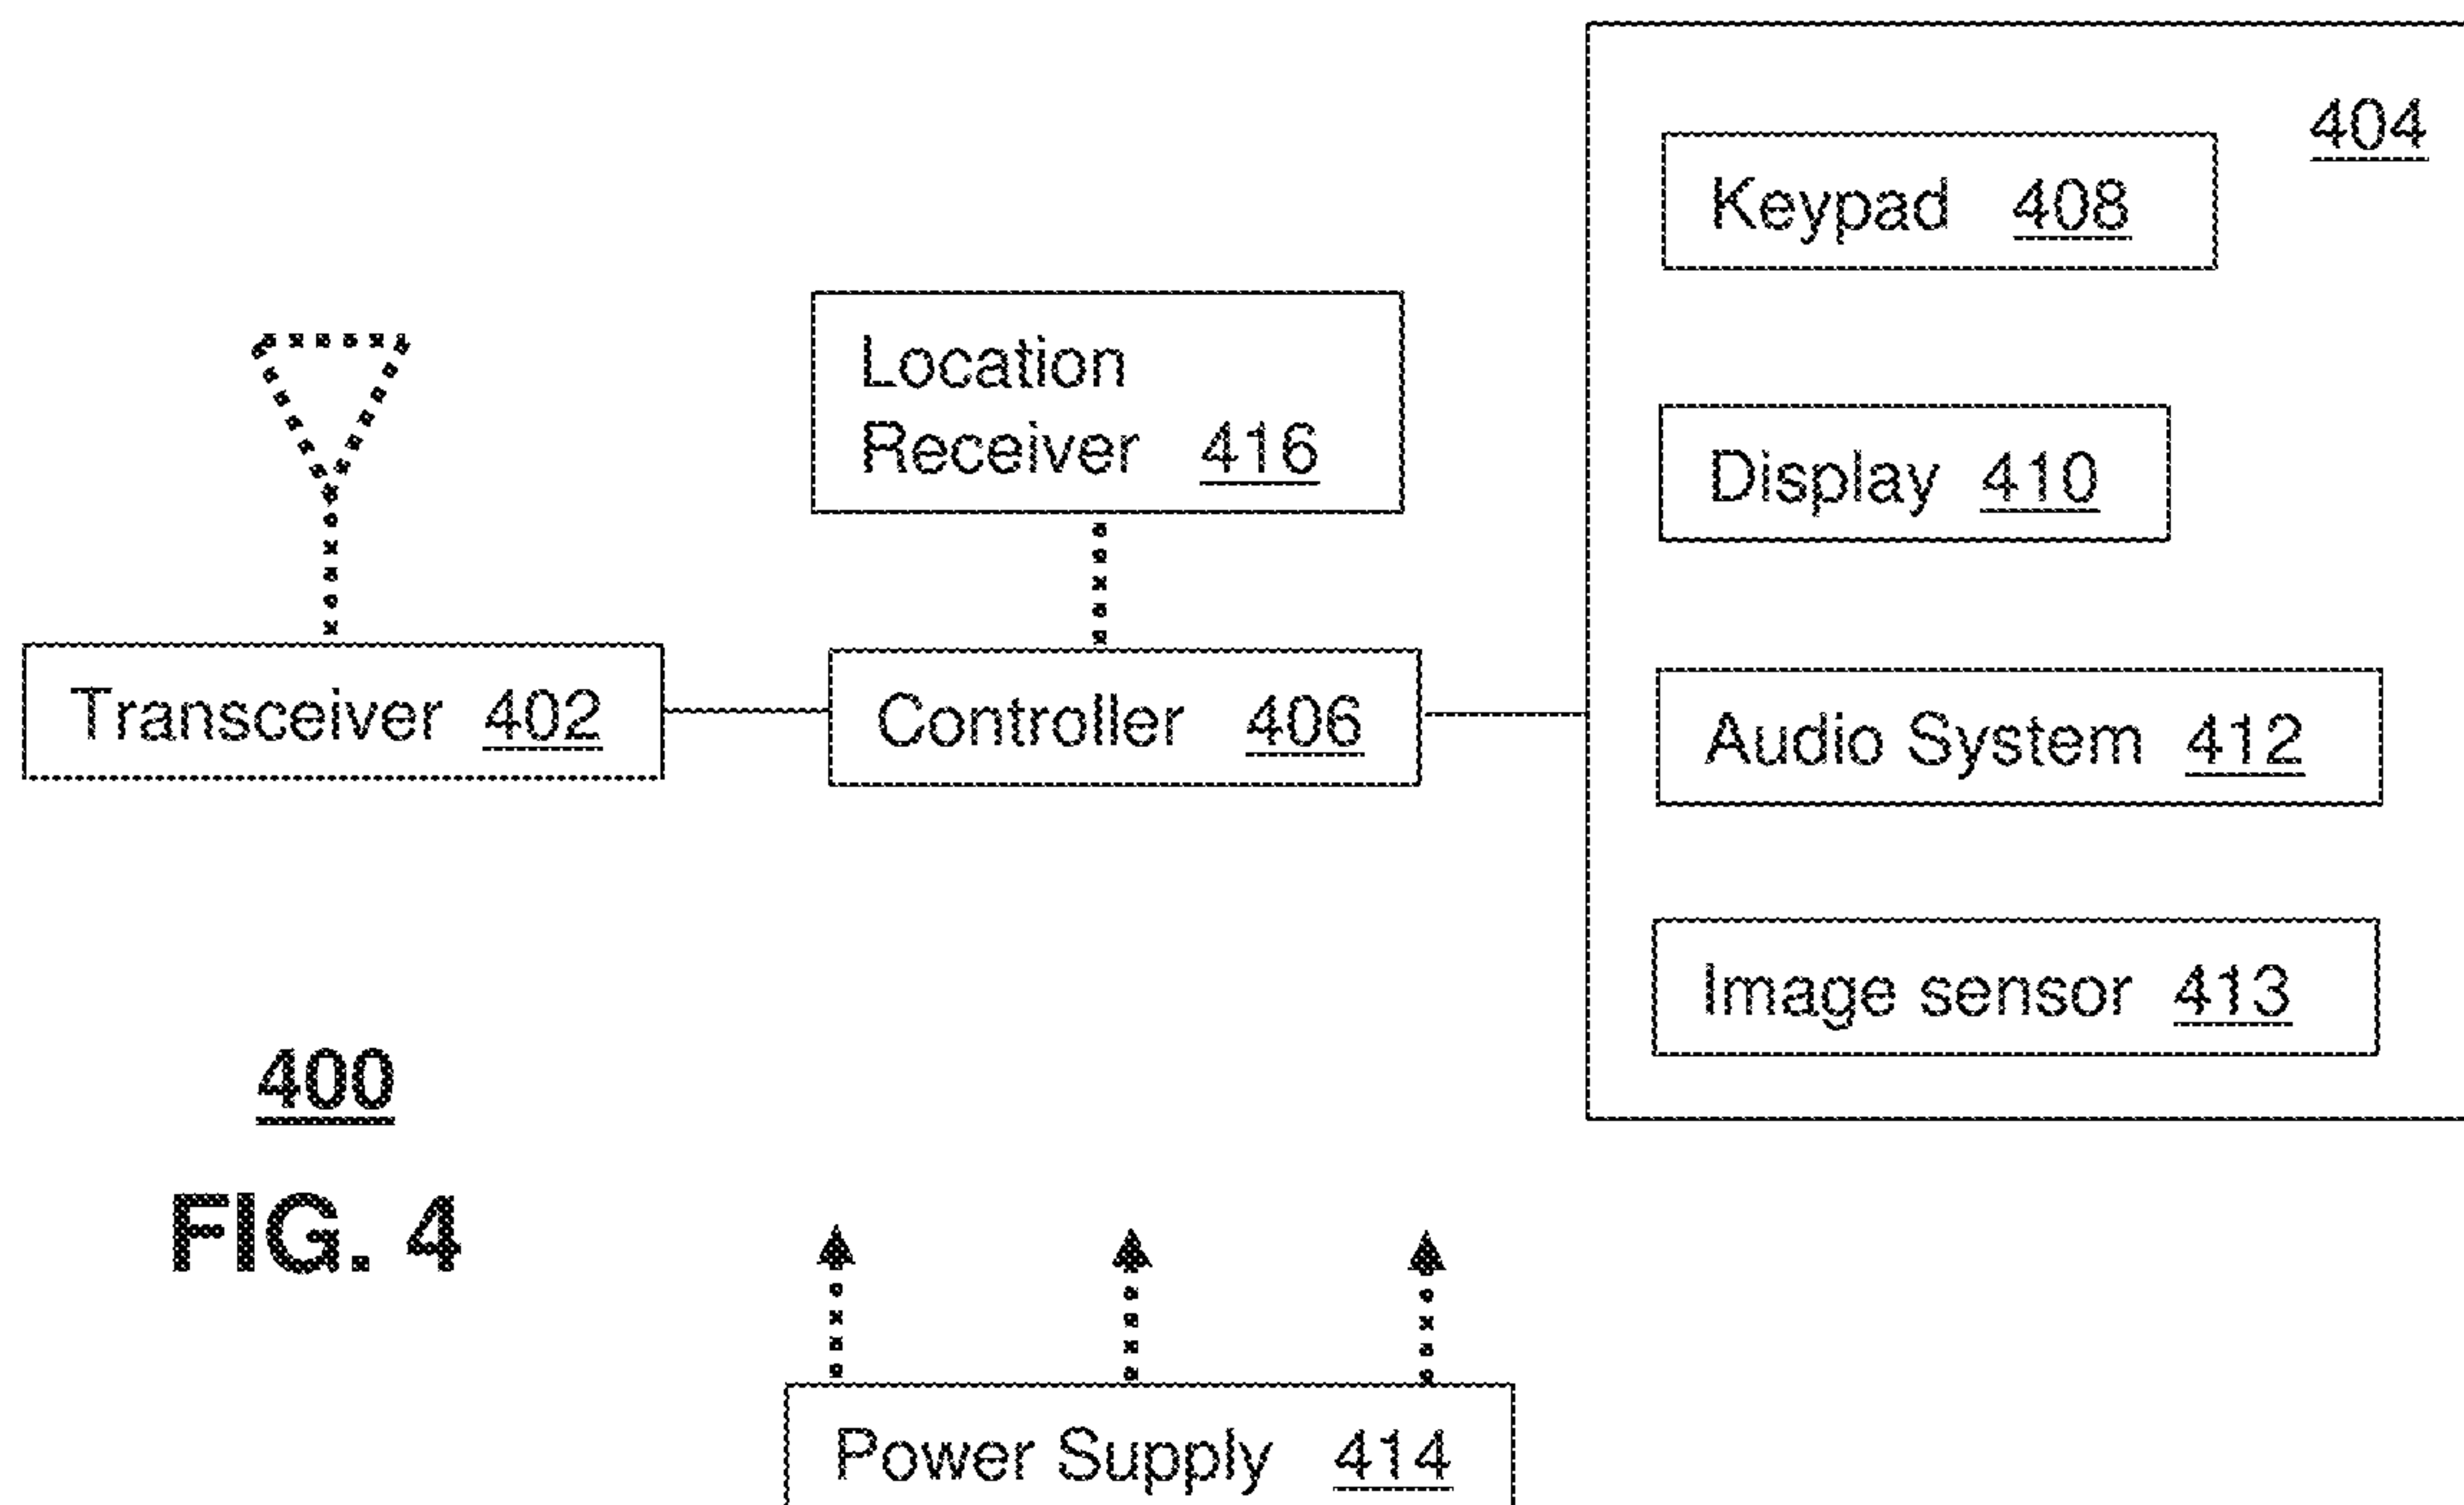 404
Keypad 408
Location
Receiver 416
Display 410
Transceiver 402
Controller 406
Audio System 412
Image sensor 413
400
FIG. 4
Power Supply 414